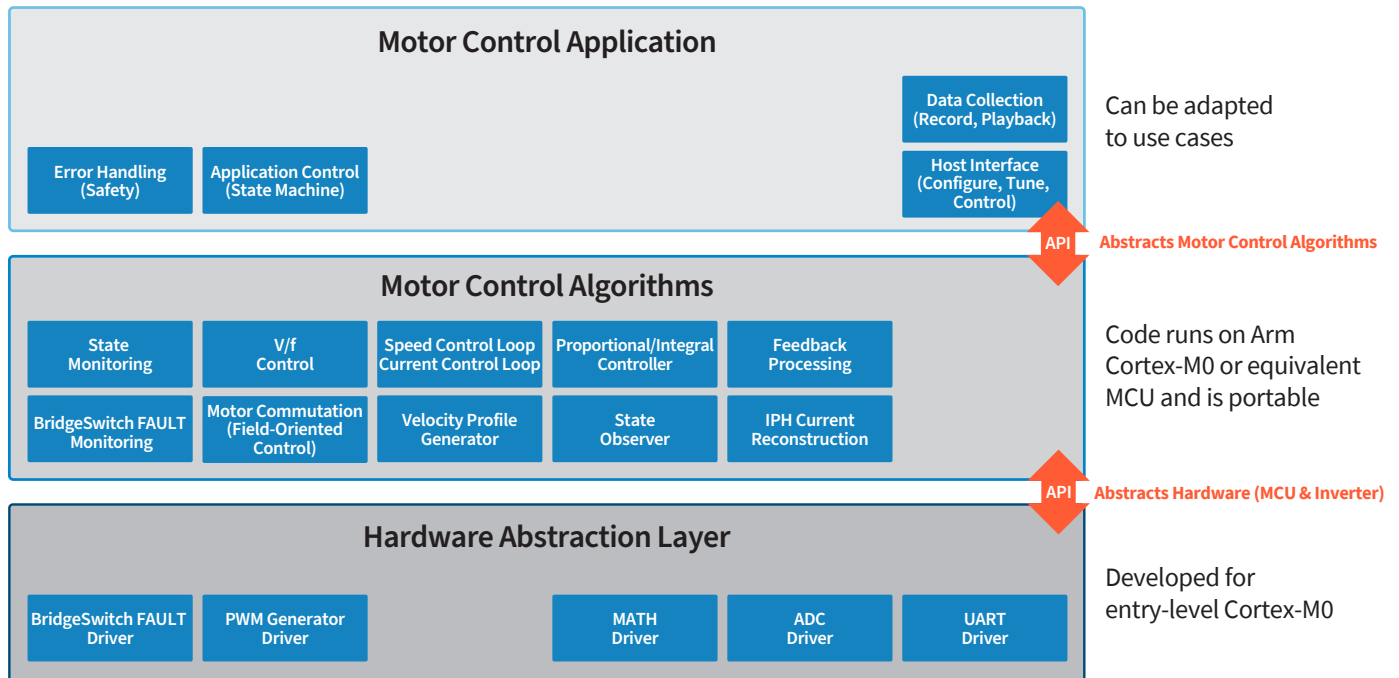 Motor Control Application
Data Collection
(Record, Playback)
Can be adapted
to use cases
Error Handling
(Safety)
Application Control
(State Machine)
Host Interface
(Configure, Tune,
Control)
API
Abstracts Motor Control Algorithms
Motor Control Algorithms
State
Monitoring
V/f
Control
Speed Control Loop
Current Control Loop
Proportional/Integral
Controller
Feedback
Processing
Code runs on Arm
Cortex-M0 or equivalent
MCU and is portable
BridgeSwitch FAULT
Monitoring
Motor Commutation
(Field-Oriented
Control)
Velocity Profile
Generator
State
Observer
IPH Current
Reconstruction
API
Abstracts Hardware (MCU & Inverter)
Hardware Abstraction Layer
Developed for
entry-level Cortex-M0
BridgeSwitch FAULT
Driver
PWM Generator
Driver
MATH
Driver
ADC
Driver
UART
Driver